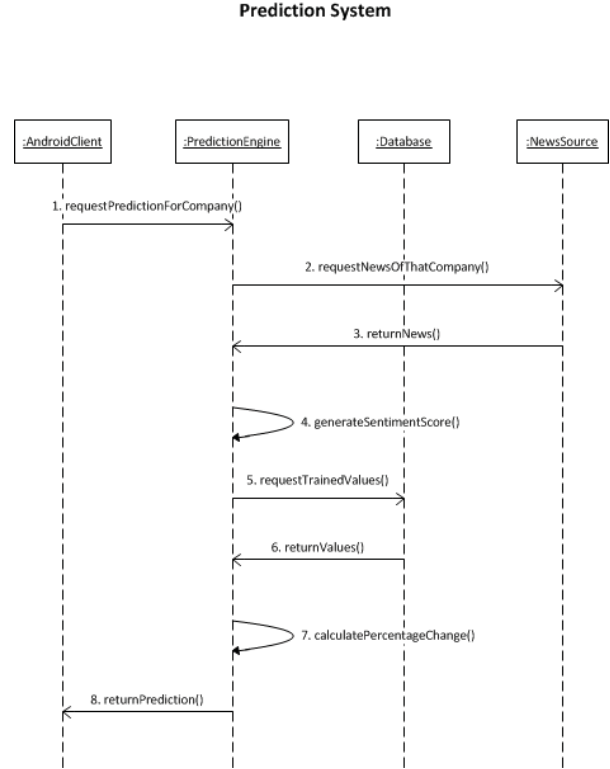 Prediction System
:AndroidClient
:PredictionEngine
:Database
:NewsSource
1. requestPredictionForCompany()
2. requestNewsOfThatCompany()
3. returnNews()
4. generateSentimentScore()
5. requestTrainedValues()
6. returnValues()
7. calculatePercentageChange()
8. returnPrediction()